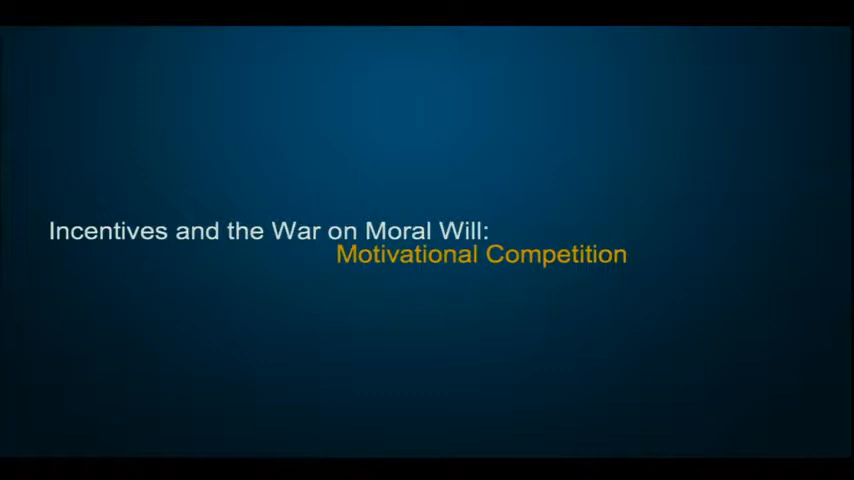 Incentives and the War on Moral Will:
Motivational Competition